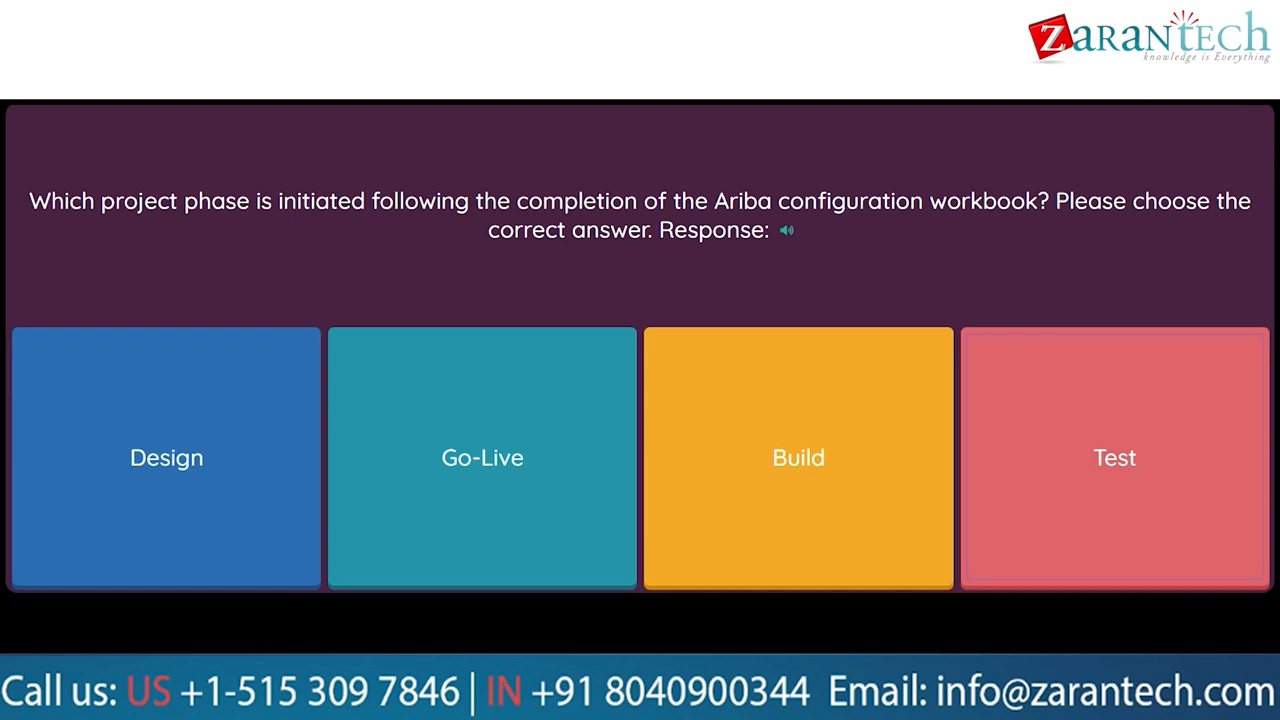 ZARANTECH
knowledge is Everything
Which project phase is initiated following the completion of the Ariba configuration workbook? Please choose the
correct answer. Response:
Design
Go-Live
Build
Test
Call us: US +1-515 309 7846 | IN +91 8040900344 Email: info@zarantech.com